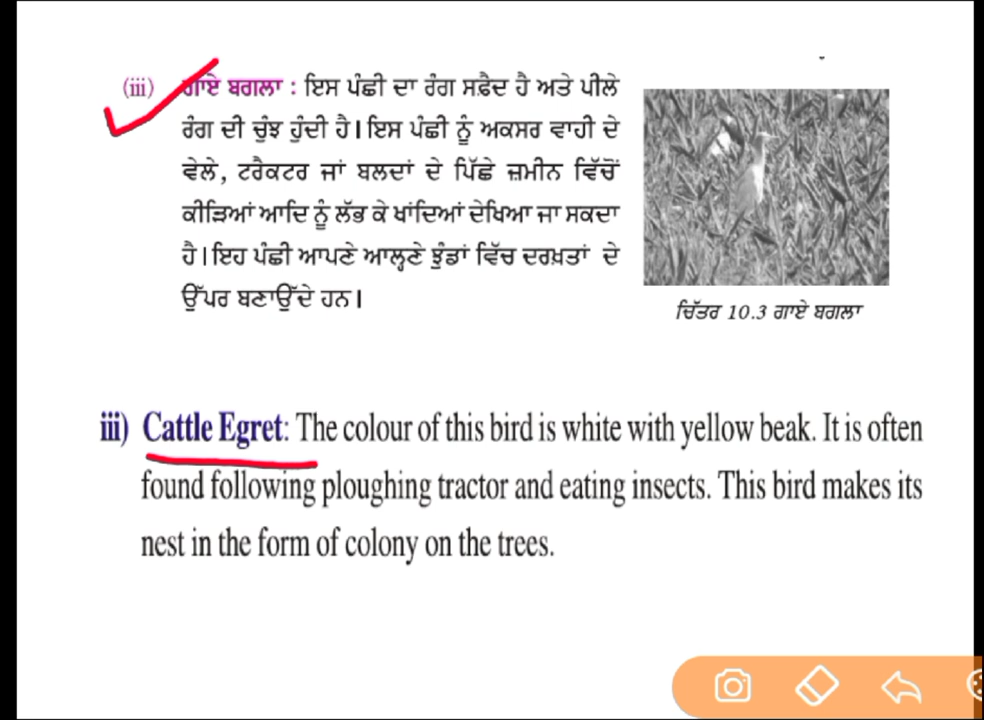 (iii) ਗਾਏ ਬਗਲਾ : ਇਸ ਪੰਛੀ ਦਾ ਰੰਗ ਸਫ਼ੈਦ ਹੈ ਅਤੇ ਪੀਲੇ
ਰੰਗ ਦੀ ਚੁੰਝ ਹੁੰਦੀ ਹੈ। ਇਸ ਪੰਛੀ ਨੂੰ ਅਕਸਰ ਵਾਹੀ ਦੇ
ਵੇਲੇ, ਟਰੈਕਟਰ ਜਾਂ ਬਲਦਾਂ ਦੇ ਪਿੱਛੇ ਜ਼ਮੀਨ ਵਿੱਚੋਂ
ਕੀੜਿਆਂ ਆਦਿ ਨੂੰ ਲੱਭ ਕੇ ਖਾਂਦਿਆਂ ਦੇਖਿਆ ਜਾ ਸਕਦਾ
ਹੈ। ਇਹ ਪੰਛੀ ਆਪਣੇ ਆਲ੍ਹਣੇ ਝੁੰਡਾਂ ਵਿੱਚ ਦਰਖ਼ਤਾਂ ਦੇ
ਉੱਪਰ ਬਣਾਉਂਦੇ ਹਨ।
ਚਿੱਤਰ 10.3 ਗਾਏ ਬਗਲਾ
iii) Cattle Egret: The colour of this bird is white with yellow beak. It is often
found following ploughing tractor and eating insects. This bird makes its
nest in the form of colony on the trees.